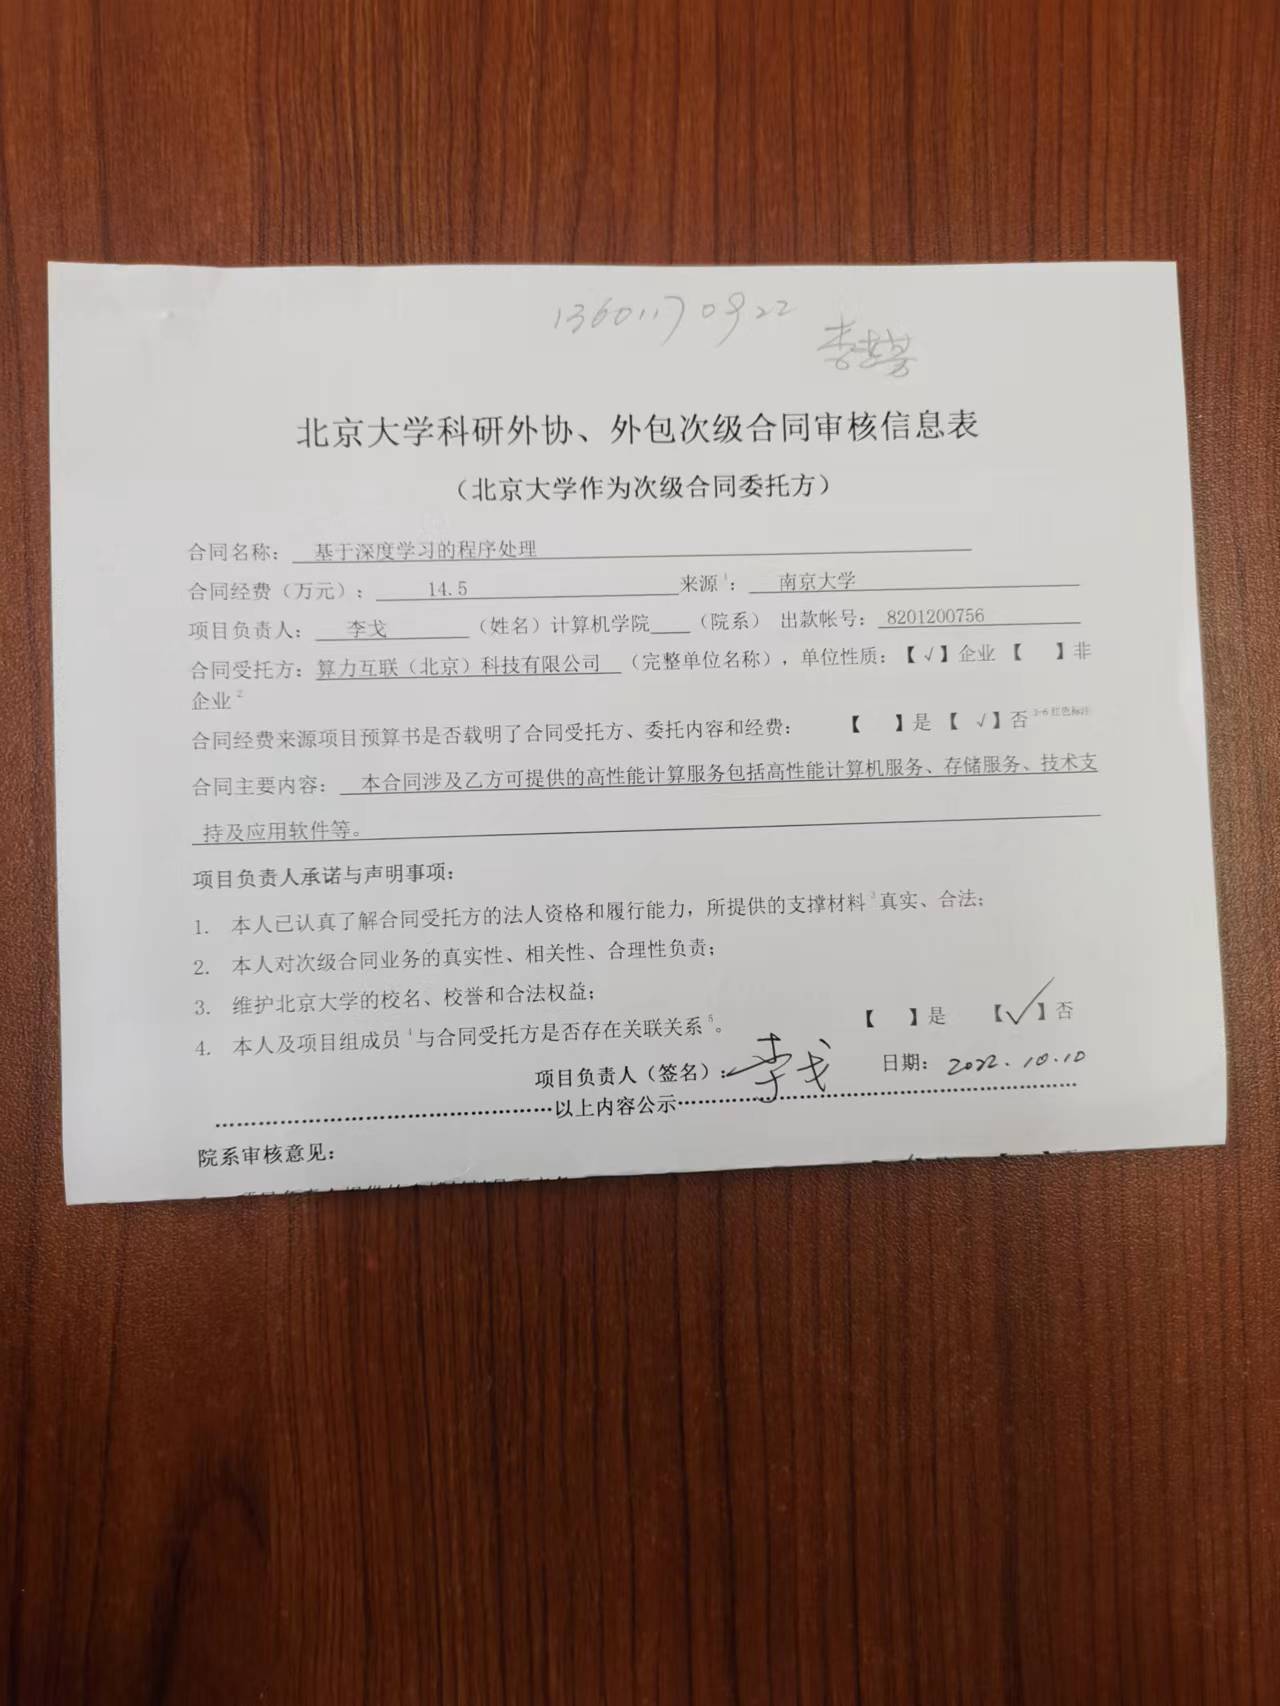 13601170922
北京大学科研外协、外包次级合同审核信息表
（北京大学作为次级合同委托方）
合同名称： 基于深度学习的程序处理
合同经费（万元）： 14.5 来源1： 南京大学
项目负责人： 李戈 （姓名）计算机学院 （院系） 出款帐号： 8201200756
合同受托方：算力互联（北京）科技有限公司 （完整单位名称），单位性质：【√】企业 【 】非
企业2
合同经费来源项目预算书是否载明了合同受托方、委托内容和经费： 【 】是 【 √】否 3-6 红色标注
合同主要内容： 本合同涉及乙方可提供的高性能计算服务包括高性能计算机服务、存储服务、技术支
持及应用软件等。
项目负责人承诺与声明事项：
1. 本人已认真了解合同受托方的法人资格和履行能力，所提供的支撑材料3真实、合法；
2. 本人对次级合同业务的真实性、相关性、合理性负责；
3. 维护北京大学的校名、校誉和合法权益；
4. 本人及项目组成员4与合同受托方是否存在关联关系5。 【 】是 【√】否
项目负责人（签名）：李戈 日期：2022.10.10
以上内容公示
院系审核意见：